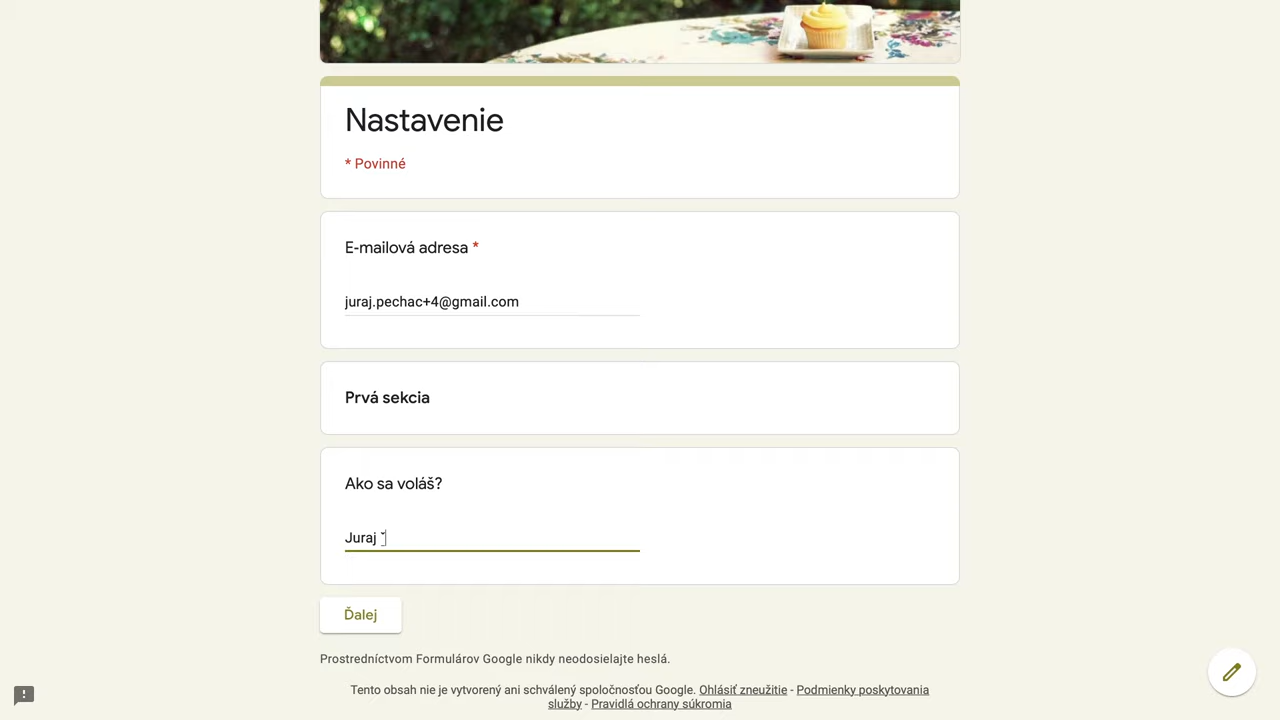 Nastavenie
* Povinné
E-mailová adresa *
juraj.pechac+4@gmail.com
Prvá sekcia
Ako sa voláš?
Juraj ˇ
Ďalej
Prostredníctvom Formulárov Google nikdy neodosielajte heslá.
Tento obsah nie je vytvorený ani schválený spoločnosťou Google. Ohlásiť zneužitie - Podmienky poskytovania
služby - Pravidlá ochrany súkromia